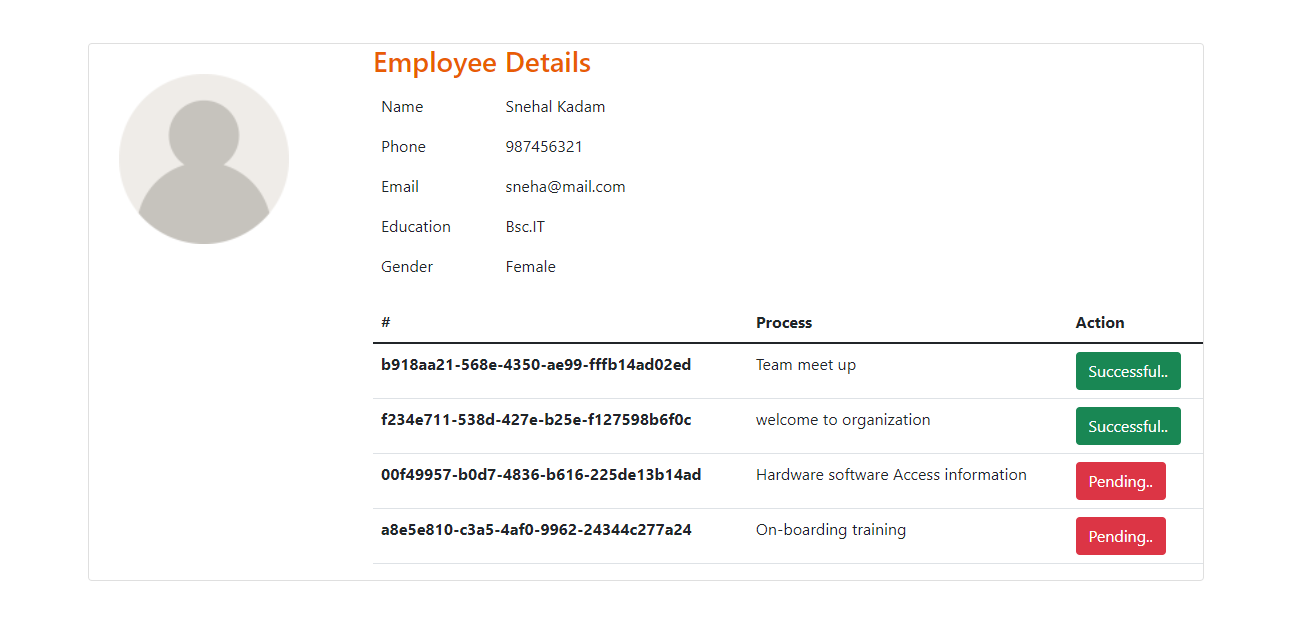 Employee Details
Name Snehal Kadam
Phone 987456321
Email sneha@mail.com
Education Bsc.IT
Gender Female
# Process Action
b918aa21-568e-4350-ae99-fffb14ad02ed Team meet up Successful..
f234e711-538d-427e-b25e-f127598b6f0c welcome to organization Successful..
00f49957-b0d7-4836-b616-225de13b14ad Hardware software Access information Pending..
a8e5e810-c3a5-4af0-9962-24344c277a24 On-boarding training Pending..